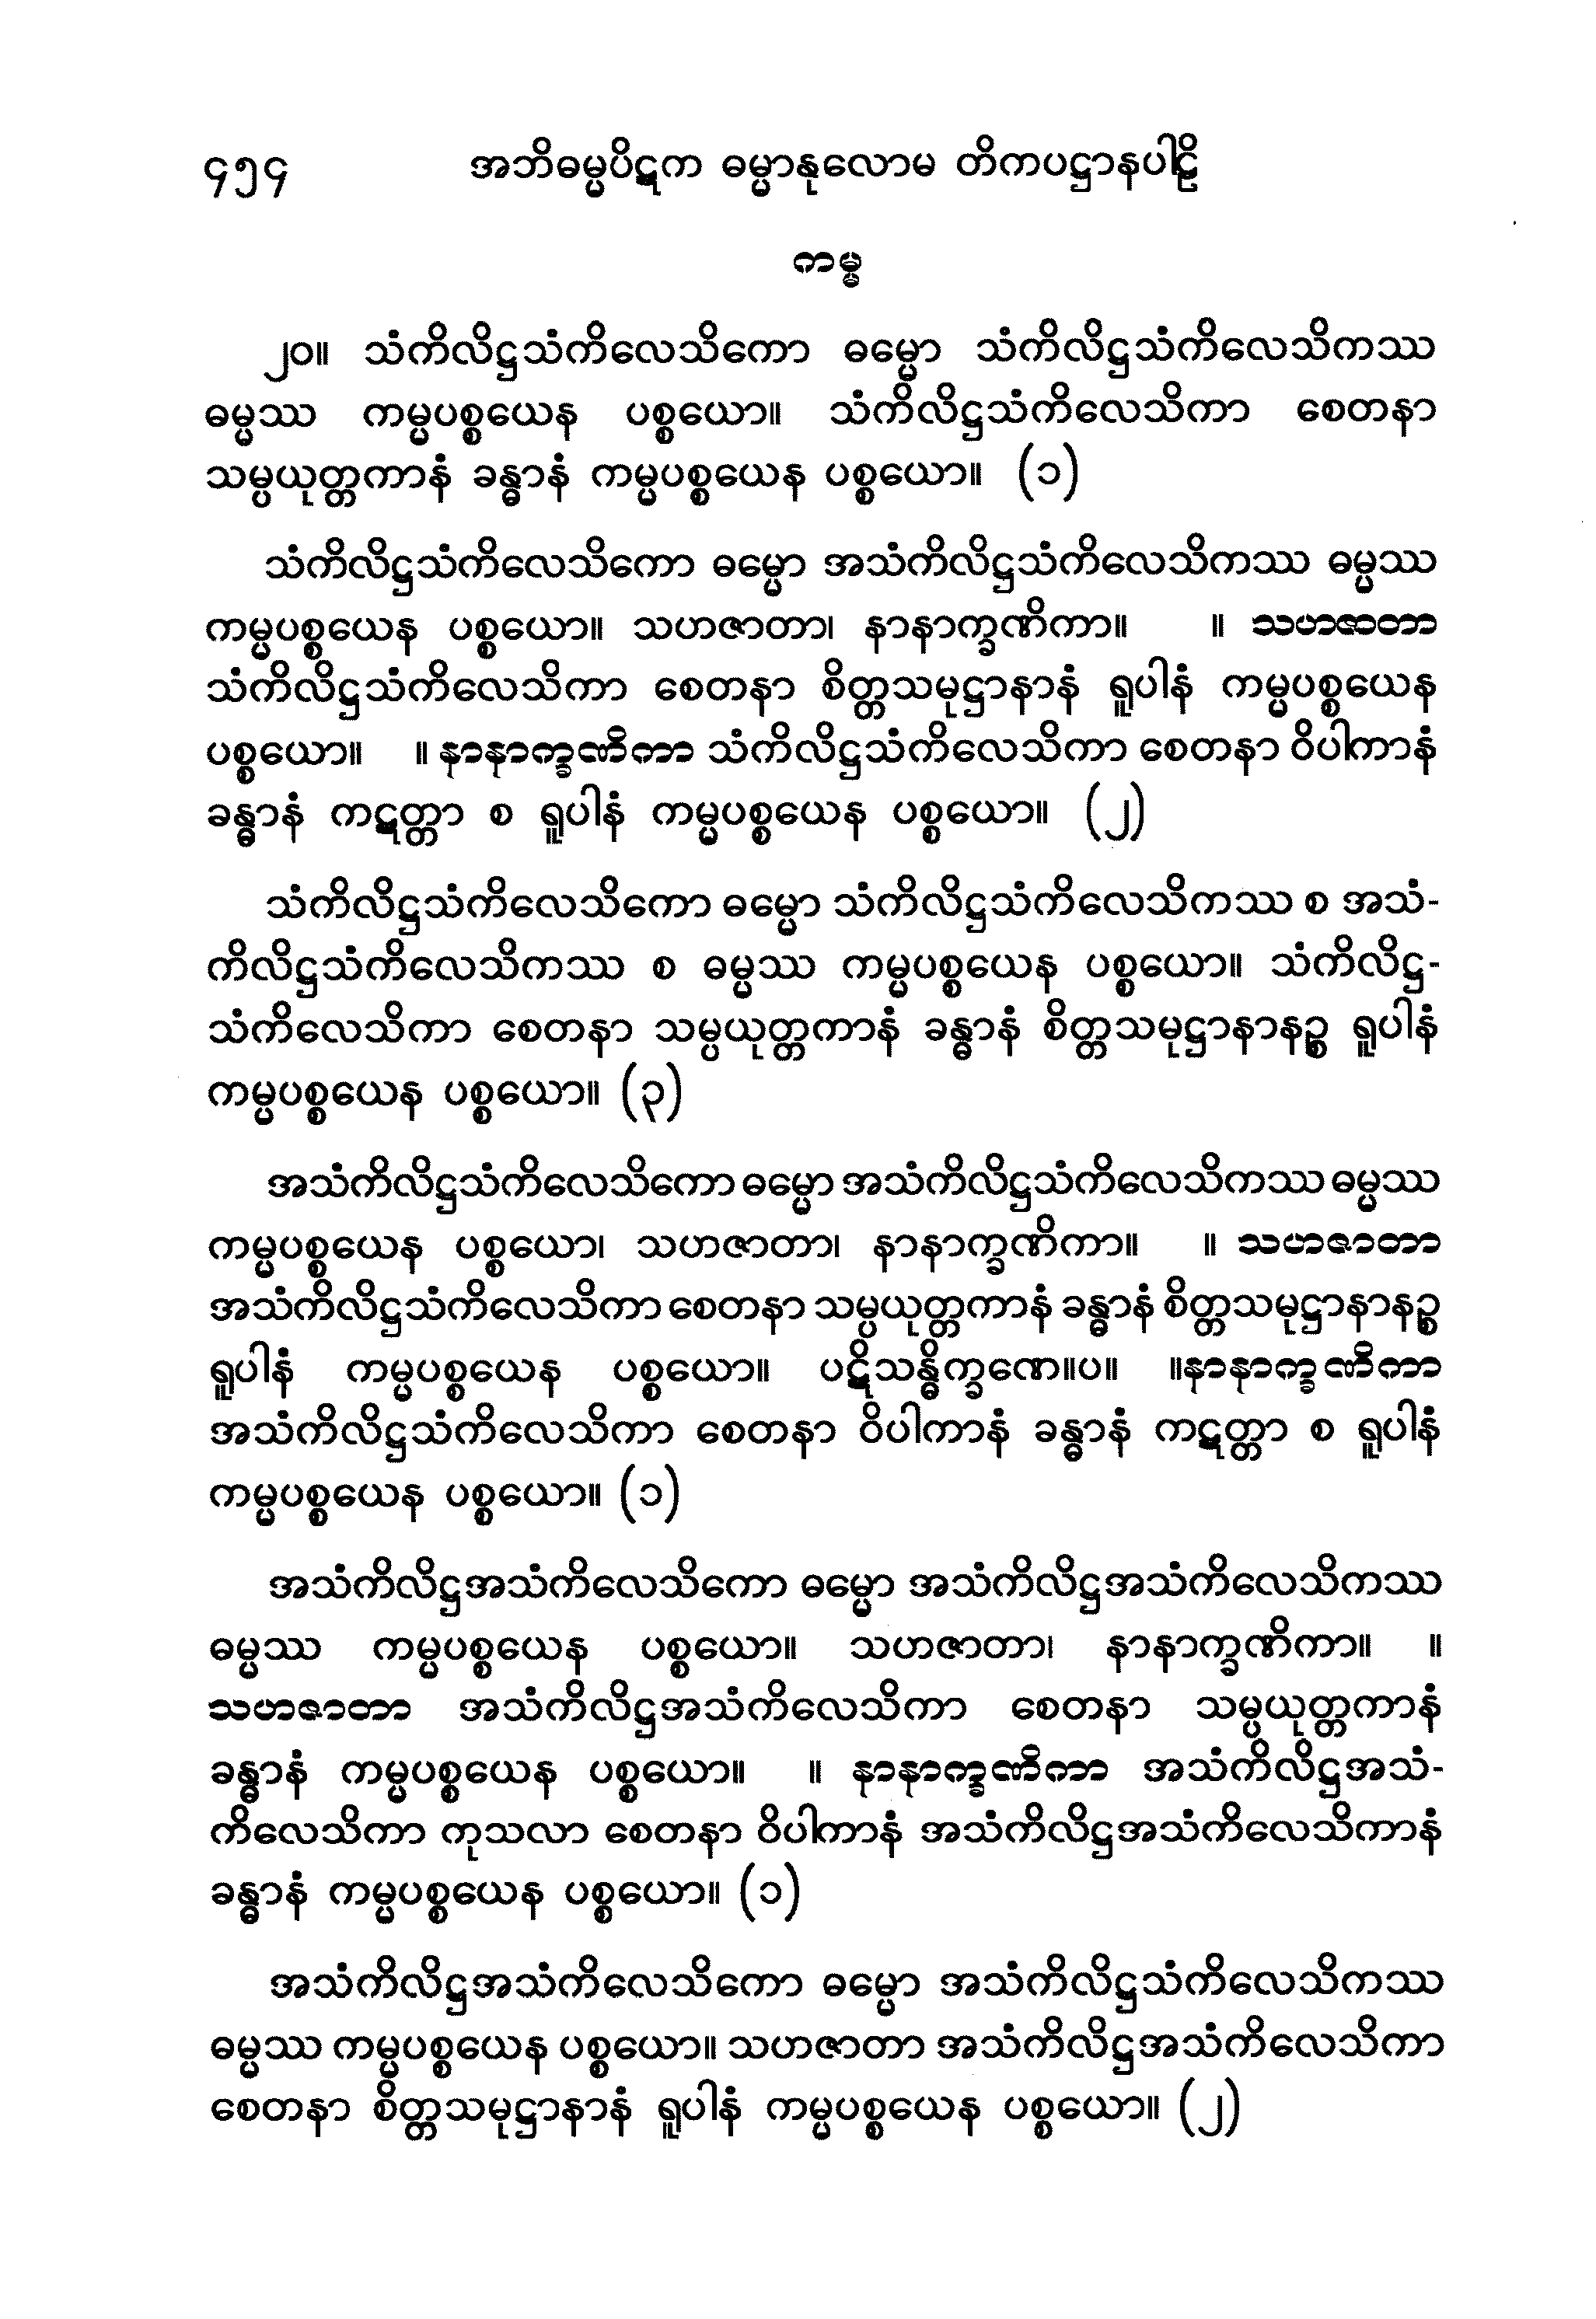 ၄၅၄ အဘိဓမ္မပိဋက ဓမ္မာနုလောမ တိကပဋ္ဌာနပါဠိ
ကမ္မ
၂၀။ သံကိလိဋ္ဌသံကိလေသိကော ဓမ္မော သံကိလိဋ္ဌသံကိလေသိကဿ
ဓမ္မဿ ကမ္မပစ္စယေန ပစ္စယော။ သံကိလိဋ္ဌသံကိလေသိကာ စေတနာ
သမ္ပယုတ္တကာနံ ခန္ဓာနံ ကမ္မပစ္စယေန ပစ္စယော။ (၁)
သံကိလိဋ္ဌသံကိလေသိကော ဓမ္မော အသံကိလိဋ္ဌသံကိလေသိကဿ ဓမ္မဿ
ကမ္မပစ္စယေန ပစ္စယော။ သဟဇာတာ၊ နာနာက္ခဏိကာ။ ။ သဟဇာတာ
သံကိလိဋ္ဌသံကိလေသိကာ စေတနာ စိတ္တသမုဋ္ဌာနာနံ ရူပါနံ ကမ္မပစ္စယေန
ပစ္စယော။ ။ နာနာက္ခဏိကာ သံကိလိဋ္ဌသံကိလေသိကာ စေတနာ ဝိပါကာနံ
ခန္ဓာနံ ကဋတ္တာ စ ရူပါနံ ကမ္မပစ္စယေန ပစ္စယော။ (၂)
သံကိလိဋ္ဌသံကိလေသိကော ဓမ္မော သံကိလိဋ္ဌသံကိလေသိကဿ စ အသံ-
ကိလိဋ္ဌသံကိလေသိကဿ စ ဓမ္မဿ ကမ္မပစ္စယေန ပစ္စယော။ သံကိလိဋ္ဌ-
သံကိလေသိကာ စေတနာ သမ္ပယုတ္တကာနံ ခန္ဓာနံ စိတ္တသမုဋ္ဌာနာနဉ္စ ရူပါနံ
ကမ္မပစ္စယေန ပစ္စယော။ (၃)
အသံကိလိဋ္ဌသံကိလေသိကော ဓမ္မော အသံကိလိဋ္ဌသံကိလေသိကဿ ဓမ္မဿ
ကမ္မပစ္စယေန ပစ္စယော၊ သဟဇာတာ၊ နာနာက္ခဏိကာ။ ။ သဟဇာတာ
အသံကိလိဋ္ဌသံကိလေသိကာ စေတနာ သမ္ပယုတ္တကာနံ ခန္ဓာနံ စိတ္တသမုဋ္ဌာနာနဉ္စ
ရူပါနံ ကမ္မပစ္စယေန ပစ္စယော။ ပဋိသန္ဓိက္ခဏေ။ပ။ ။နာနာက္ခဏိကာ
အသံကိလိဋ္ဌသံကိလေသိကာ စေတနာ ဝိပါကာနံ ခန္ဓာနံ ကဋတ္တာ စ ရူပါနံ
ကမ္မပစ္စယေန ပစ္စယော။ (၁)
အသံကိလိဋ္ဌအသံကိလေသိကော ဓမ္မော အသံကိလိဋ္ဌအသံကိလေသိကဿ
ဓမ္မဿ ကမ္မပစ္စယေန ပစ္စယော။ သဟဇာတာ၊ နာနာက္ခဏိကာ။ ။
သဟဇာတာ အသံကိလိဋ္ဌအသံကိလေသိကာ စေတနာ သမ္ပယုတ္တကာနံ
ခန္ဓာနံ ကမ္မပစ္စယေန ပစ္စယော။ ။ နာနာက္ခဏိကာ အသံကိလိဋ္ဌအသံ-
ကိလေသိကာ ကုသလာ စေတနာ ဝိပါကာနံ အသံကိလိဋ္ဌအသံကိလေသိကာနံ
ခန္ဓာနံ ကမ္မပစ္စယေန ပစ္စယော။ (၁)
အသံကိလိဋ္ဌအသံကိလေသိကော ဓမ္မော အသံကိလိဋ္ဌသံကိလေသိကဿ
ဓမ္မဿ ကမ္မပစ္စယေန ပစ္စယော။ သဟဇာတာ အသံကိလိဋ္ဌအသံကိလေသိကာ
စေတနာ စိတ္တသမုဋ္ဌာနာနံ ရူပါနံ ကမ္မပစ္စယေန ပစ္စယော။ (၂)